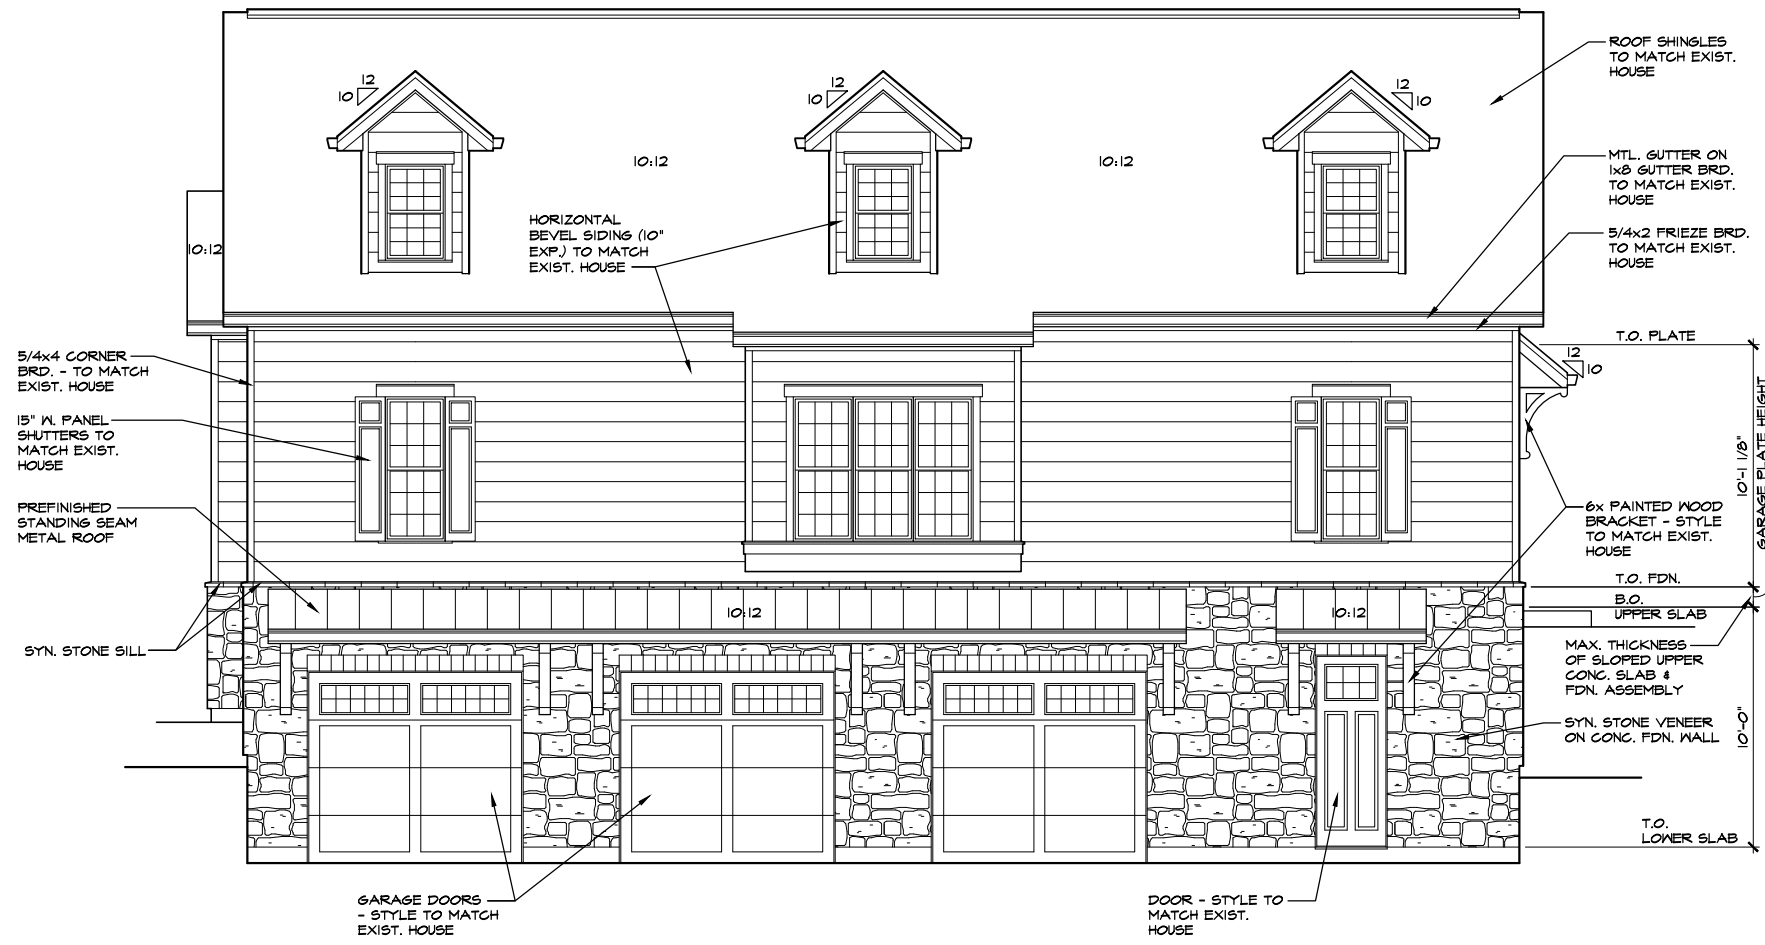 ROOF SHINGLES
TO MATCH EXIST.
HOUSE
12
10
12
10
12
10
10:12
10:12
MTL. GUTTER ON
1x8 GUTTER BRD.
TO MATCH EXIST.
HOUSE
HORIZONTAL
BEVEL SIDING (10"
EXP.) TO MATCH
EXIST. HOUSE
10:12
5/4x2 FRIEZE BRD.
TO MATCH EXIST.
HOUSE
T.O. PLATE
5/4x4 CORNER
BRD. - TO MATCH
EXIST. HOUSE
12
10
15" W. PANEL
SHUTTERS TO
MATCH EXIST.
HOUSE
10'-1 1/8"
GARAGE PLATE HEIGHT
PREFINISHED
STANDING SEAM
METAL ROOF
6x PAINTED WOOD
BRACKET - STYLE
TO MATCH EXIST.
HOUSE
T.O. FDN.
B.O.
UPPER SLAB
10:12
10:12
SYN. STONE SILL
MAX. THICKNESS
OF SLOPED UPPER
CONC. SLAB &
FDN. ASSEMBLY
SYN. STONE VENEER
ON CONC. FDN. WALL
10'-0"
T.O.
LOWER SLAB
GARAGE DOORS
- STYLE TO MATCH
EXIST. HOUSE
DOOR - STYLE TO
MATCH EXIST.
HOUSE